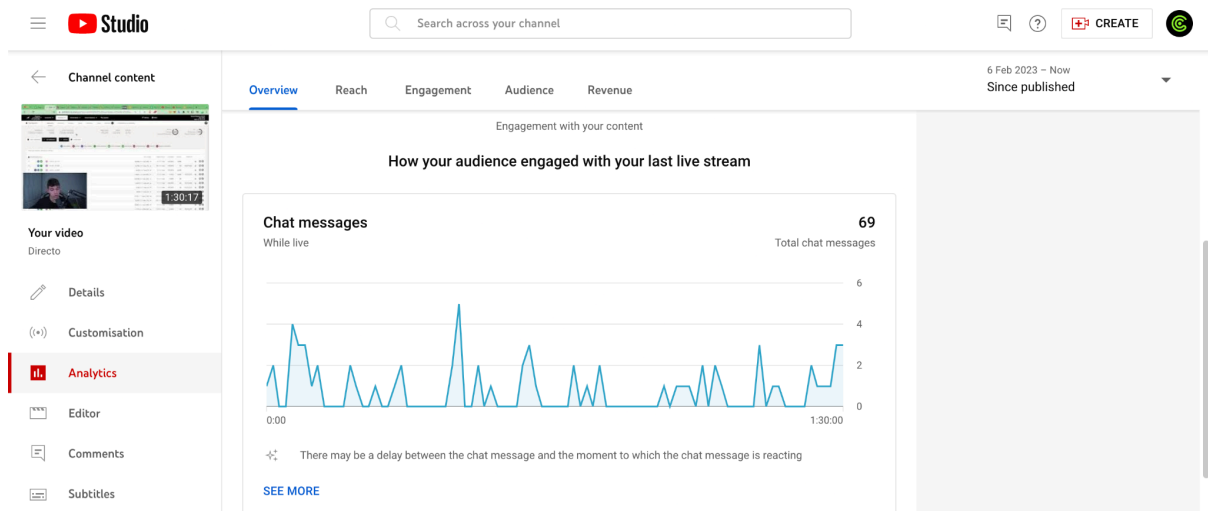 Studio
Search across your channel
CREATE
Channel content
1:30:17
Your video
Directo
Details
Customisation
Analytics
Editor
Comments
Subtitles
Overview
Reach
Engagement
Audience
Revenue
6 Feb 2023 – Now
Since published
Engagement with your content
How your audience engaged with your last live stream
Chat messages
69
While live
Total chat messages
6
4
2
0
0:00
1:30:00
There may be a delay between the chat message and the moment to which the chat message is reacting
SEE MORE